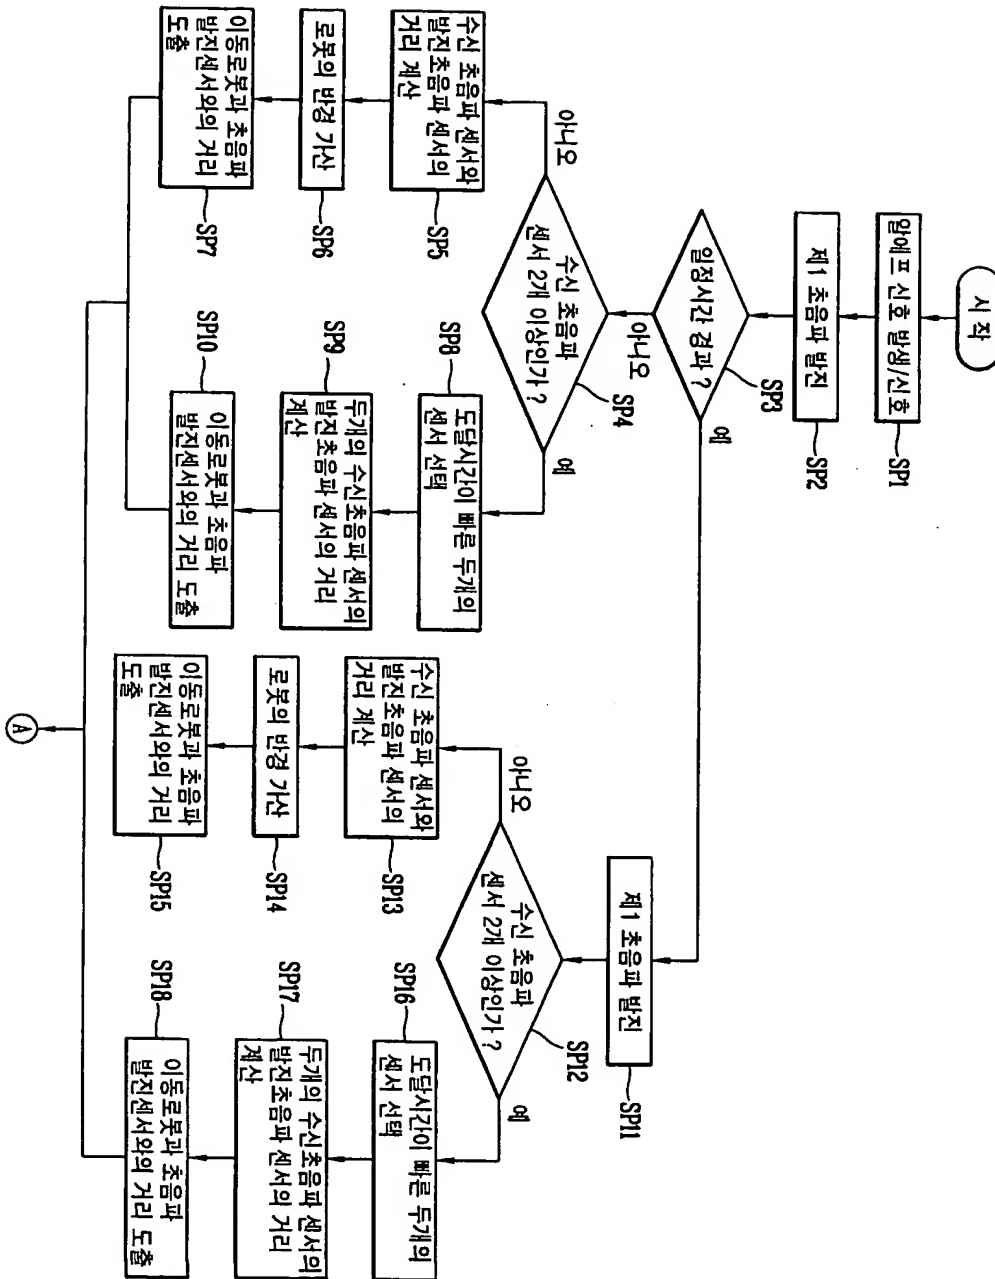 시 작
알에프 신호 발생/신호
SP1
제1 초음파 발진
SP2
일정시간 경과 ?
SP3
예
아니오
수신 초음파
센서 2개 이상인가 ?
SP4
아니오
예
수신 초음파 센서와
발진초음파 센서의
거리 계산
SP5
로봇의 반경 가산
SP6
이동로봇과 초음파
발진센서와의 거리
도출
SP7
도달시간이 빠른 두개의
센서 선택
SP8
두개의 수신초음파 센서의
발진초음파 센서의 거리
계산
SP9
이동로봇과 초음파
발진센서와의 거리 도출
SP10
제1 초음파 발진
SP11
수신 초음파
센서 2개 이상인가 ?
SP12
아니오
예
수신 초음파 센서와
발진초음파 센서의
거리 계산
SP13
로봇의 반경 가산
SP14
이동로봇과 초음파
발진센서와의 거리
도출
SP15
도달시간이 빠른 두개의
센서 선택
SP16
두개의 수신초음파 센서의
발진초음파 센서의 거리
계산
SP17
이동로봇과 초음파
발진센서와의 거리 도출
SP18
A